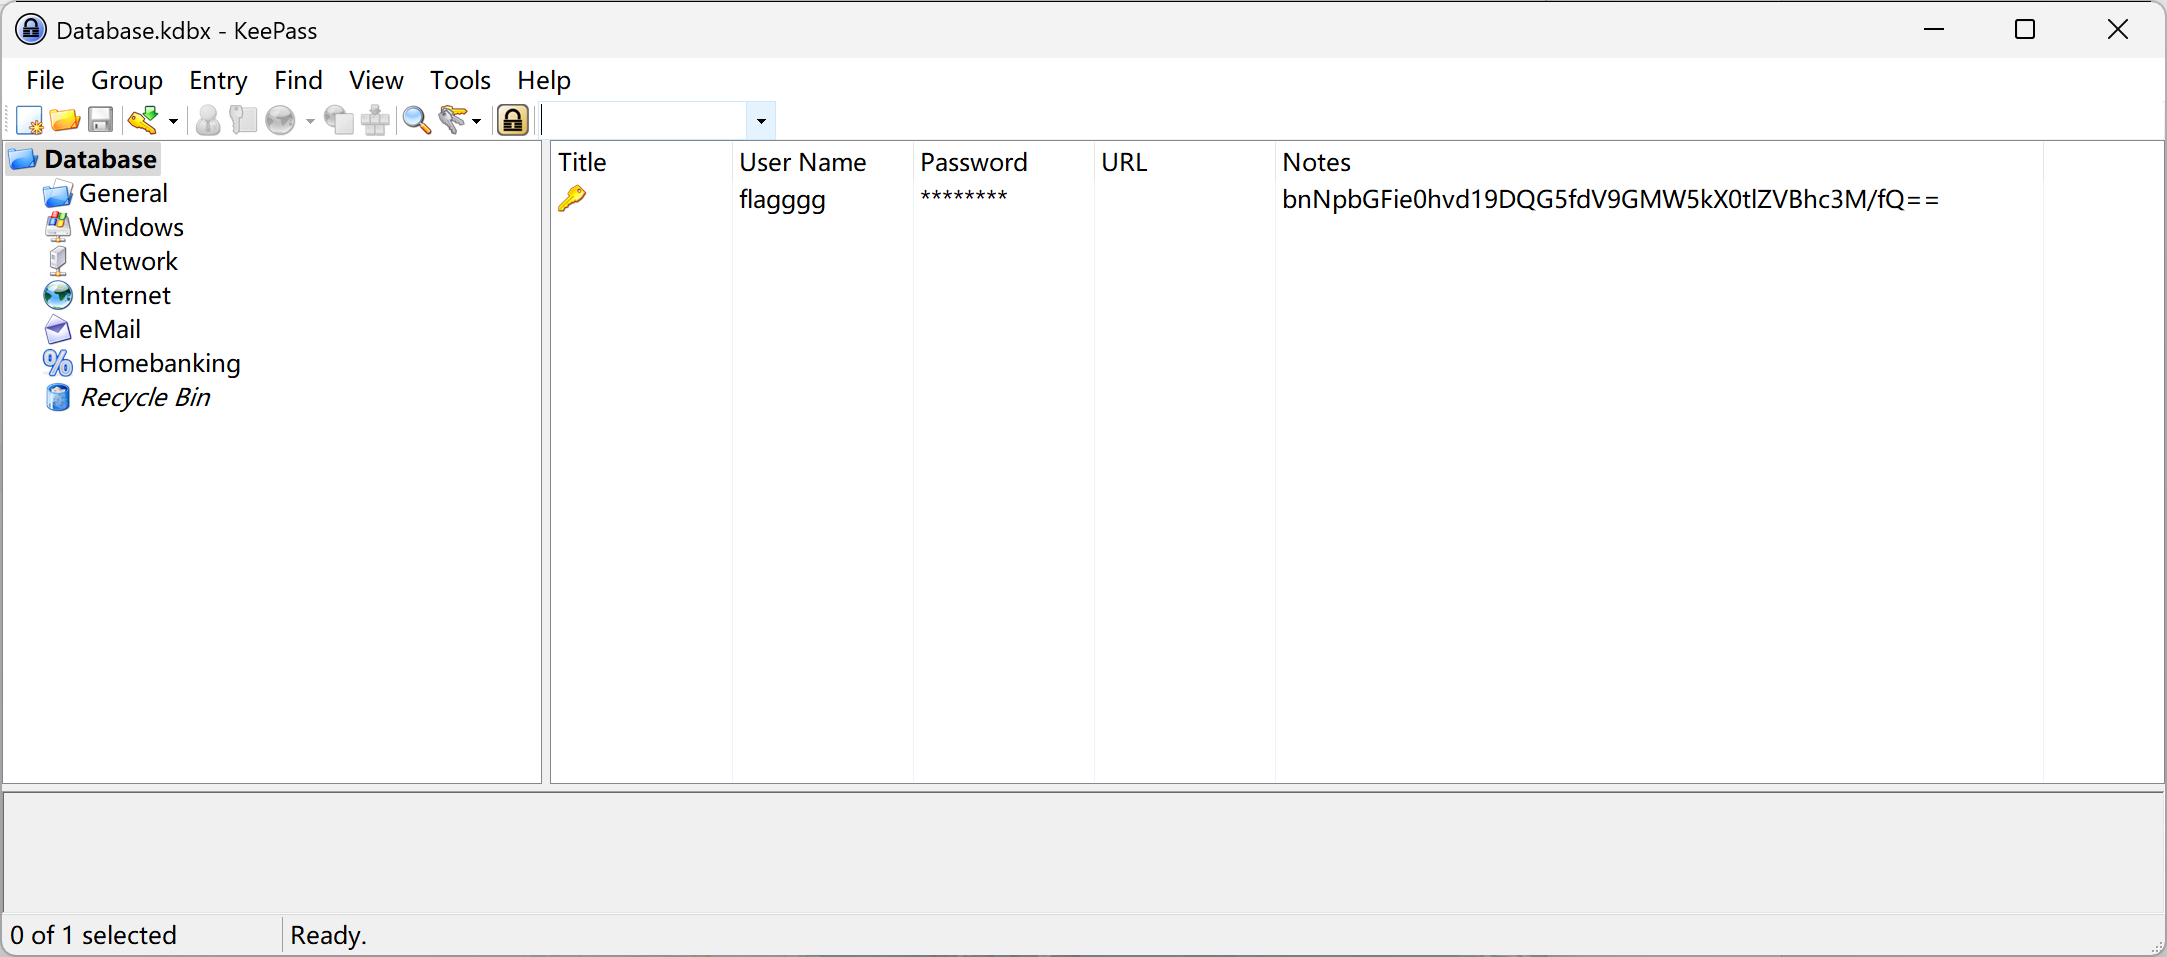 Database.kdbx - KeePass
File Group Entry Find View Tools Help
Database
General
Windows
Network
Internet
eMail
Homebanking
Recycle Bin
Title User Name Password URL Notes
flagggg ******** bnNpbGFie0hvd19DQG5fdV9GMW5kX0tlZVBhc3M/fQ==
0 of 1 selected Ready.